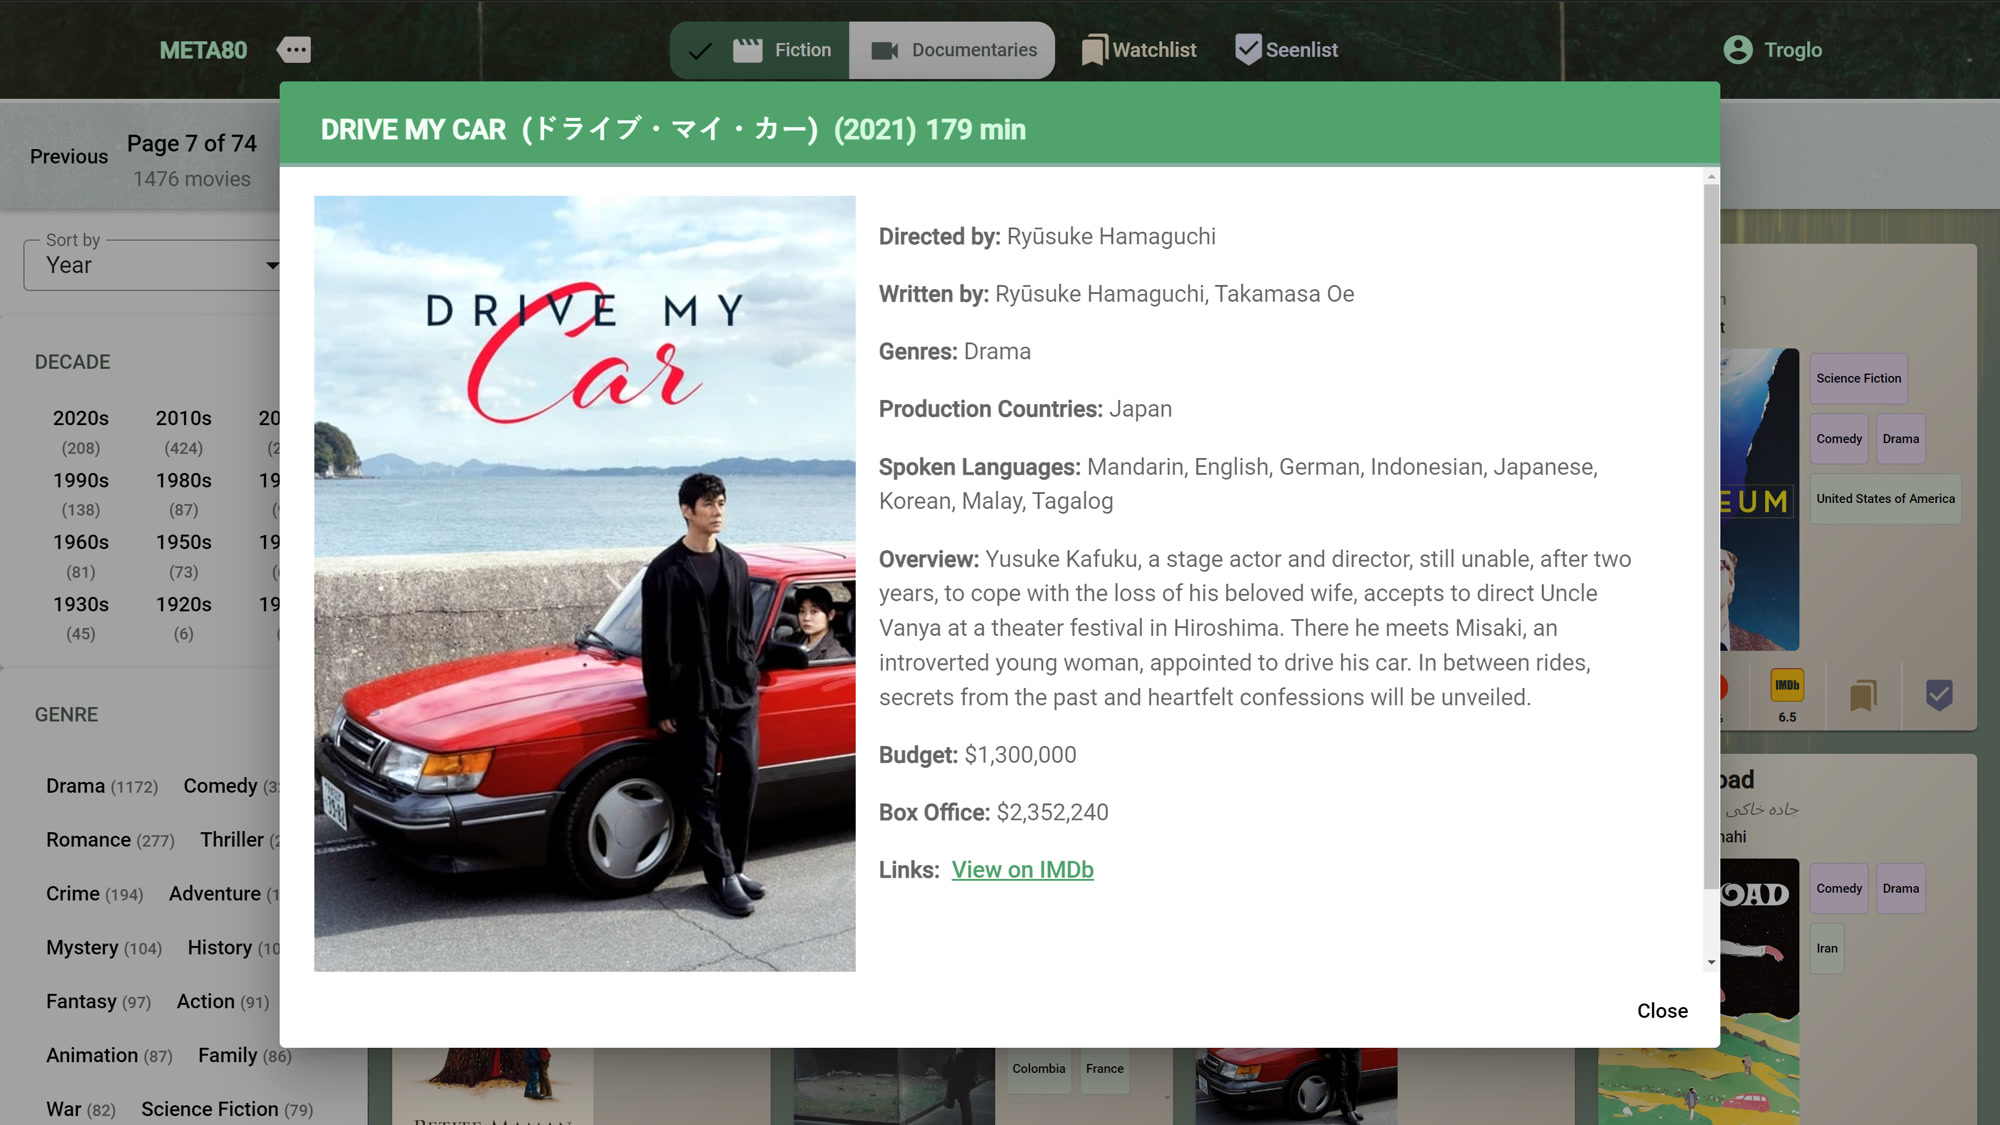 META80
Fiction
Documentaries
Watchlist
Seenlist
Troglo
Previous
Page 7 of 74
1476 movies
Sort by
Year
DECADE
2020s
2010s
20
(208)
(424)
(2
1990s
1980s
19
(138)
(87)
1960s
1950s
19
(81)
(73)
1930s
1920s
19
(45)
(6)
GENRE
Drama (1172)
Comedy (3
Romance (277)
Thriller (2
Crime (194)
Adventure (1
Mystery (104)
History (10
Fantasy (97)
Action (91)
Animation (87)
Family (86)
War (82)
Science Fiction (79)
DRIVE MY CAR (ドライブ・マイ・カー) (2021) 179 min
DRIVE MY
Car
Directed by: Ryūsuke Hamaguchi
Written by: Ryūsuke Hamaguchi, Takamasa Oe
Genres: Drama
Production Countries: Japan
Spoken Languages: Mandarin, English, German, Indonesian, Japanese,
Korean, Malay, Tagalog
Overview: Yusuke Kafuku, a stage actor and director, still unable, after two
years, to cope with the loss of his beloved wife, accepts to direct Uncle
Vanya at a theater festival in Hiroshima. There he meets Misaki, an
introverted young woman, appointed to drive his car. In between rides,
secrets from the past and heartfelt confessions will be unveiled.
Budget: $1,300,000
Box Office: $2,352,240
Links: View on IMDb
Close
Science Fiction
Comedy
Drama
United States of America
EUM
IMDb
6.5
oad
جاده خاکی
nahi
OAD
Comedy
Drama
Iran
Colombia
France
PETITE MAMAN